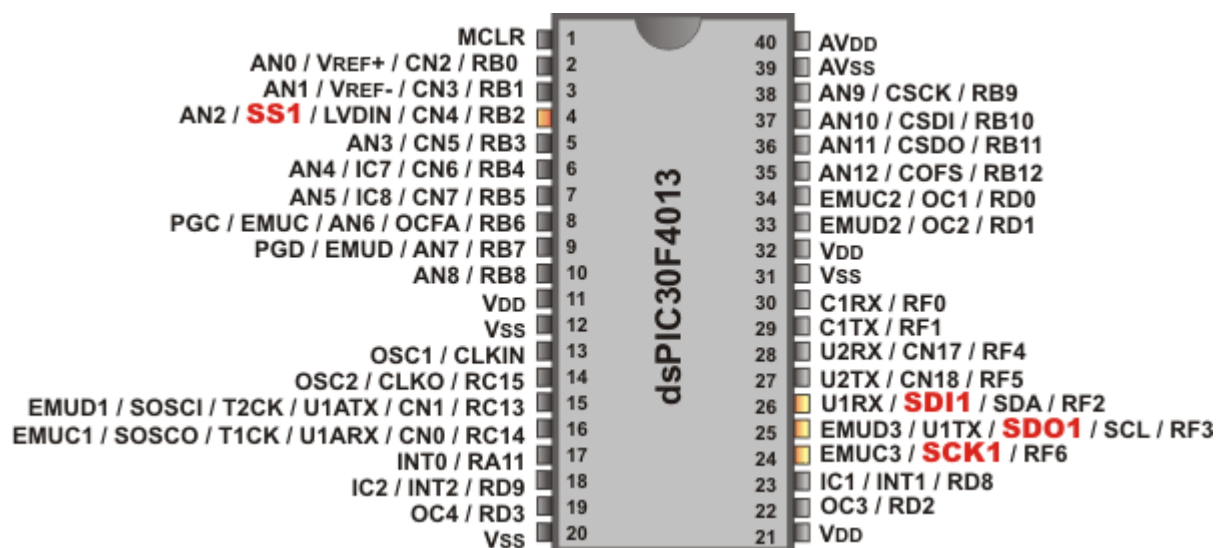 MCLR 1
AN0 / VREF+ / CN2 / RB0 2
AN1 / VREF- / CN3 / RB1 3
AN2 / SS1 / LVDIN / CN4 / RB2 4
AN3 / CN5 / RB3 5
AN4 / IC7 / CN6 / RB4 6
AN5 / IC8 / CN7 / RB5 7
PGC / EMUC / AN6 / OCFA / RB6 8
PGD / EMUD / AN7 / RB7 9
AN8 / RB8 10
VDD 11
VSS 12
OSC1 / CLKIN 13
OSC2 / CLKO / RC15 14
EMUD1 / SOSCI / T2CK / U1ATX / CN1 / RC13 15
EMUC1 / SOSCO / T1CK / U1ARX / CN0 / RC14 16
INT0 / RA11 17
IC2 / INT2 / RD9 18
OC4 / RD3 19
VSS 20
dsPIC30F4013
40 AVDD
39 AVSS
38 AN9 / CSCK / RB9
37 AN10 / CSDI / RB10
36 AN11 / CSDO / RB11
35 AN12 / COFS / RB12
34 EMUC2 / OC1 / RD0
33 EMUD2 / OC2 / RD1
32 VDD
31 VSS
30 C1RX / RF0
29 C1TX / RF1
28 U2RX / CN17 / RF4
27 U2TX / CN18 / RF5
26 U1RX / SDI1 / SDA / RF2
25 EMUD3 / U1TX / SDO1 / SCL / RF3
24 EMUC3 / SCK1 / RF6
23 IC1 / INT1 / RD8
22 OC3 / RD2
21 VDD